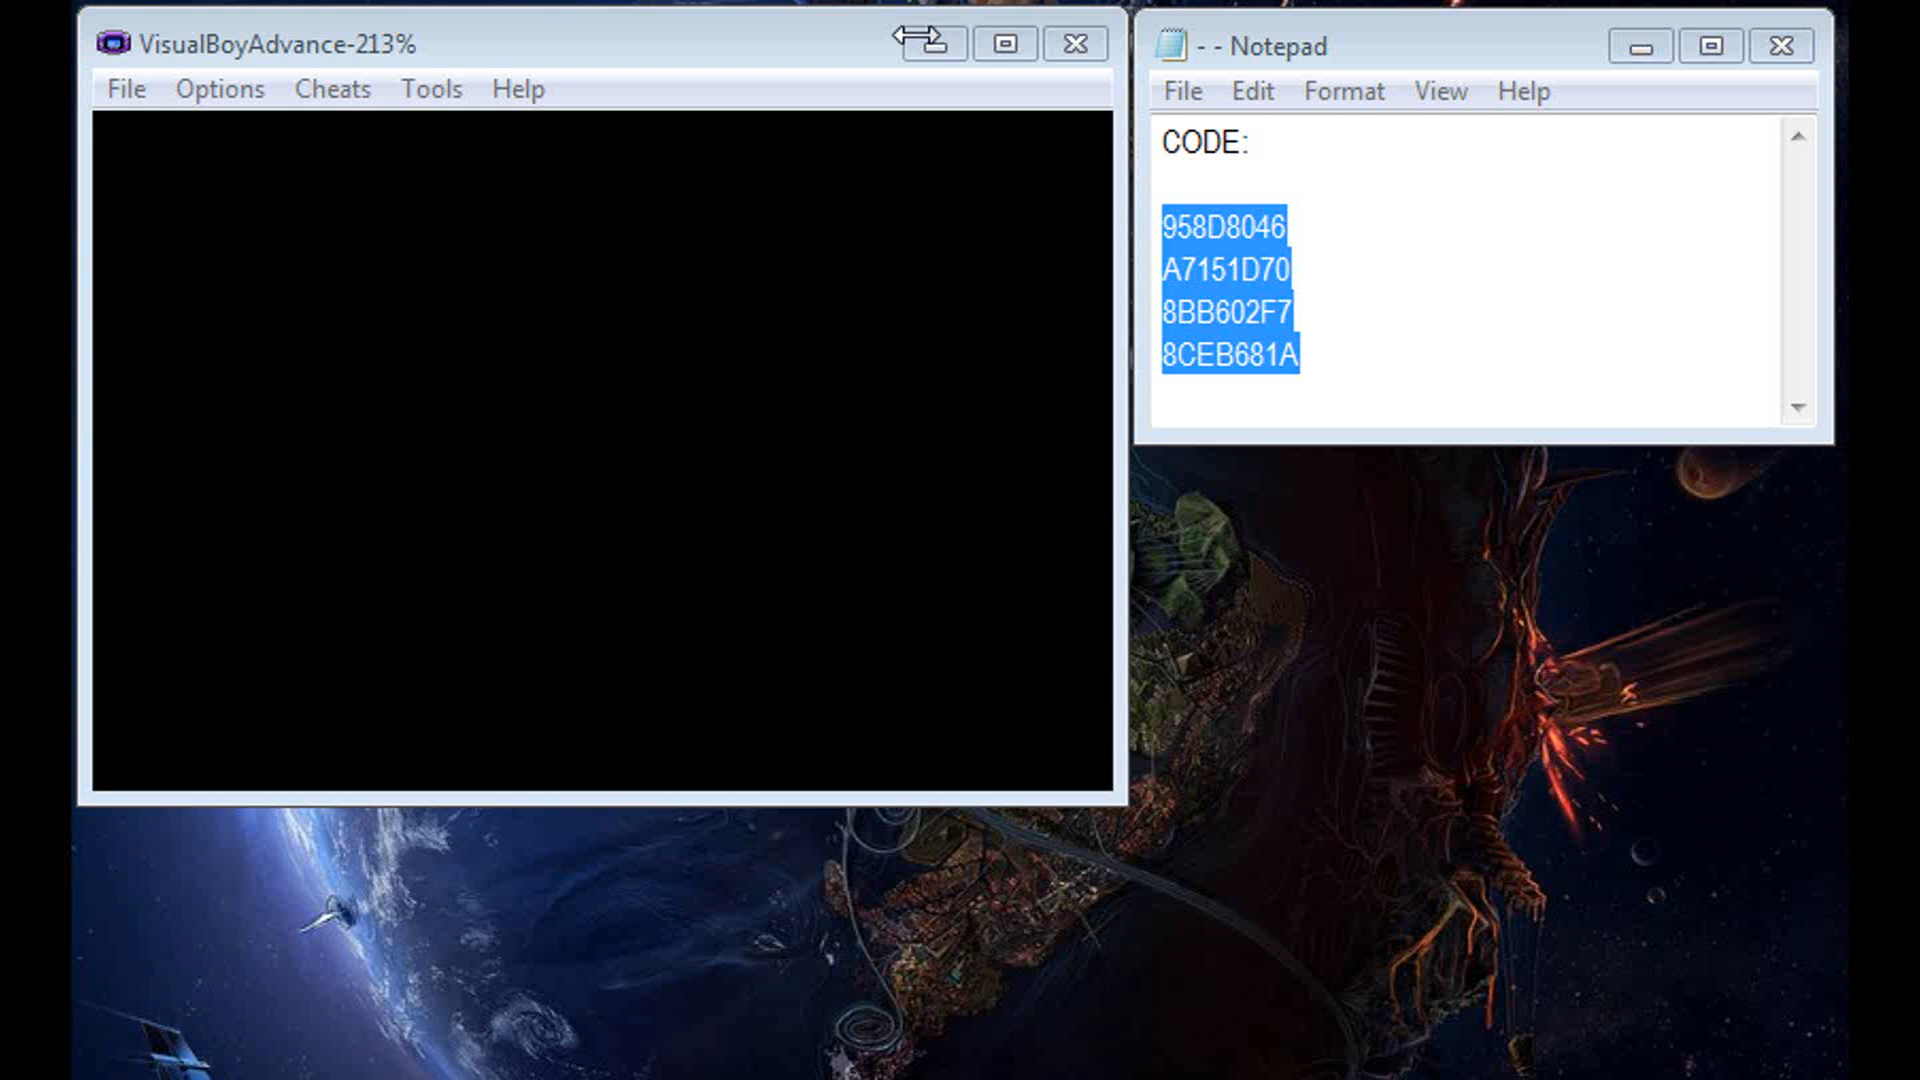 VisualBoyAdvance-213%
File Options Cheats Tools Help
- - Notepad
File Edit Format View Help
CODE:
958D8046
A7151D70
8BB602F7
8CEB681A